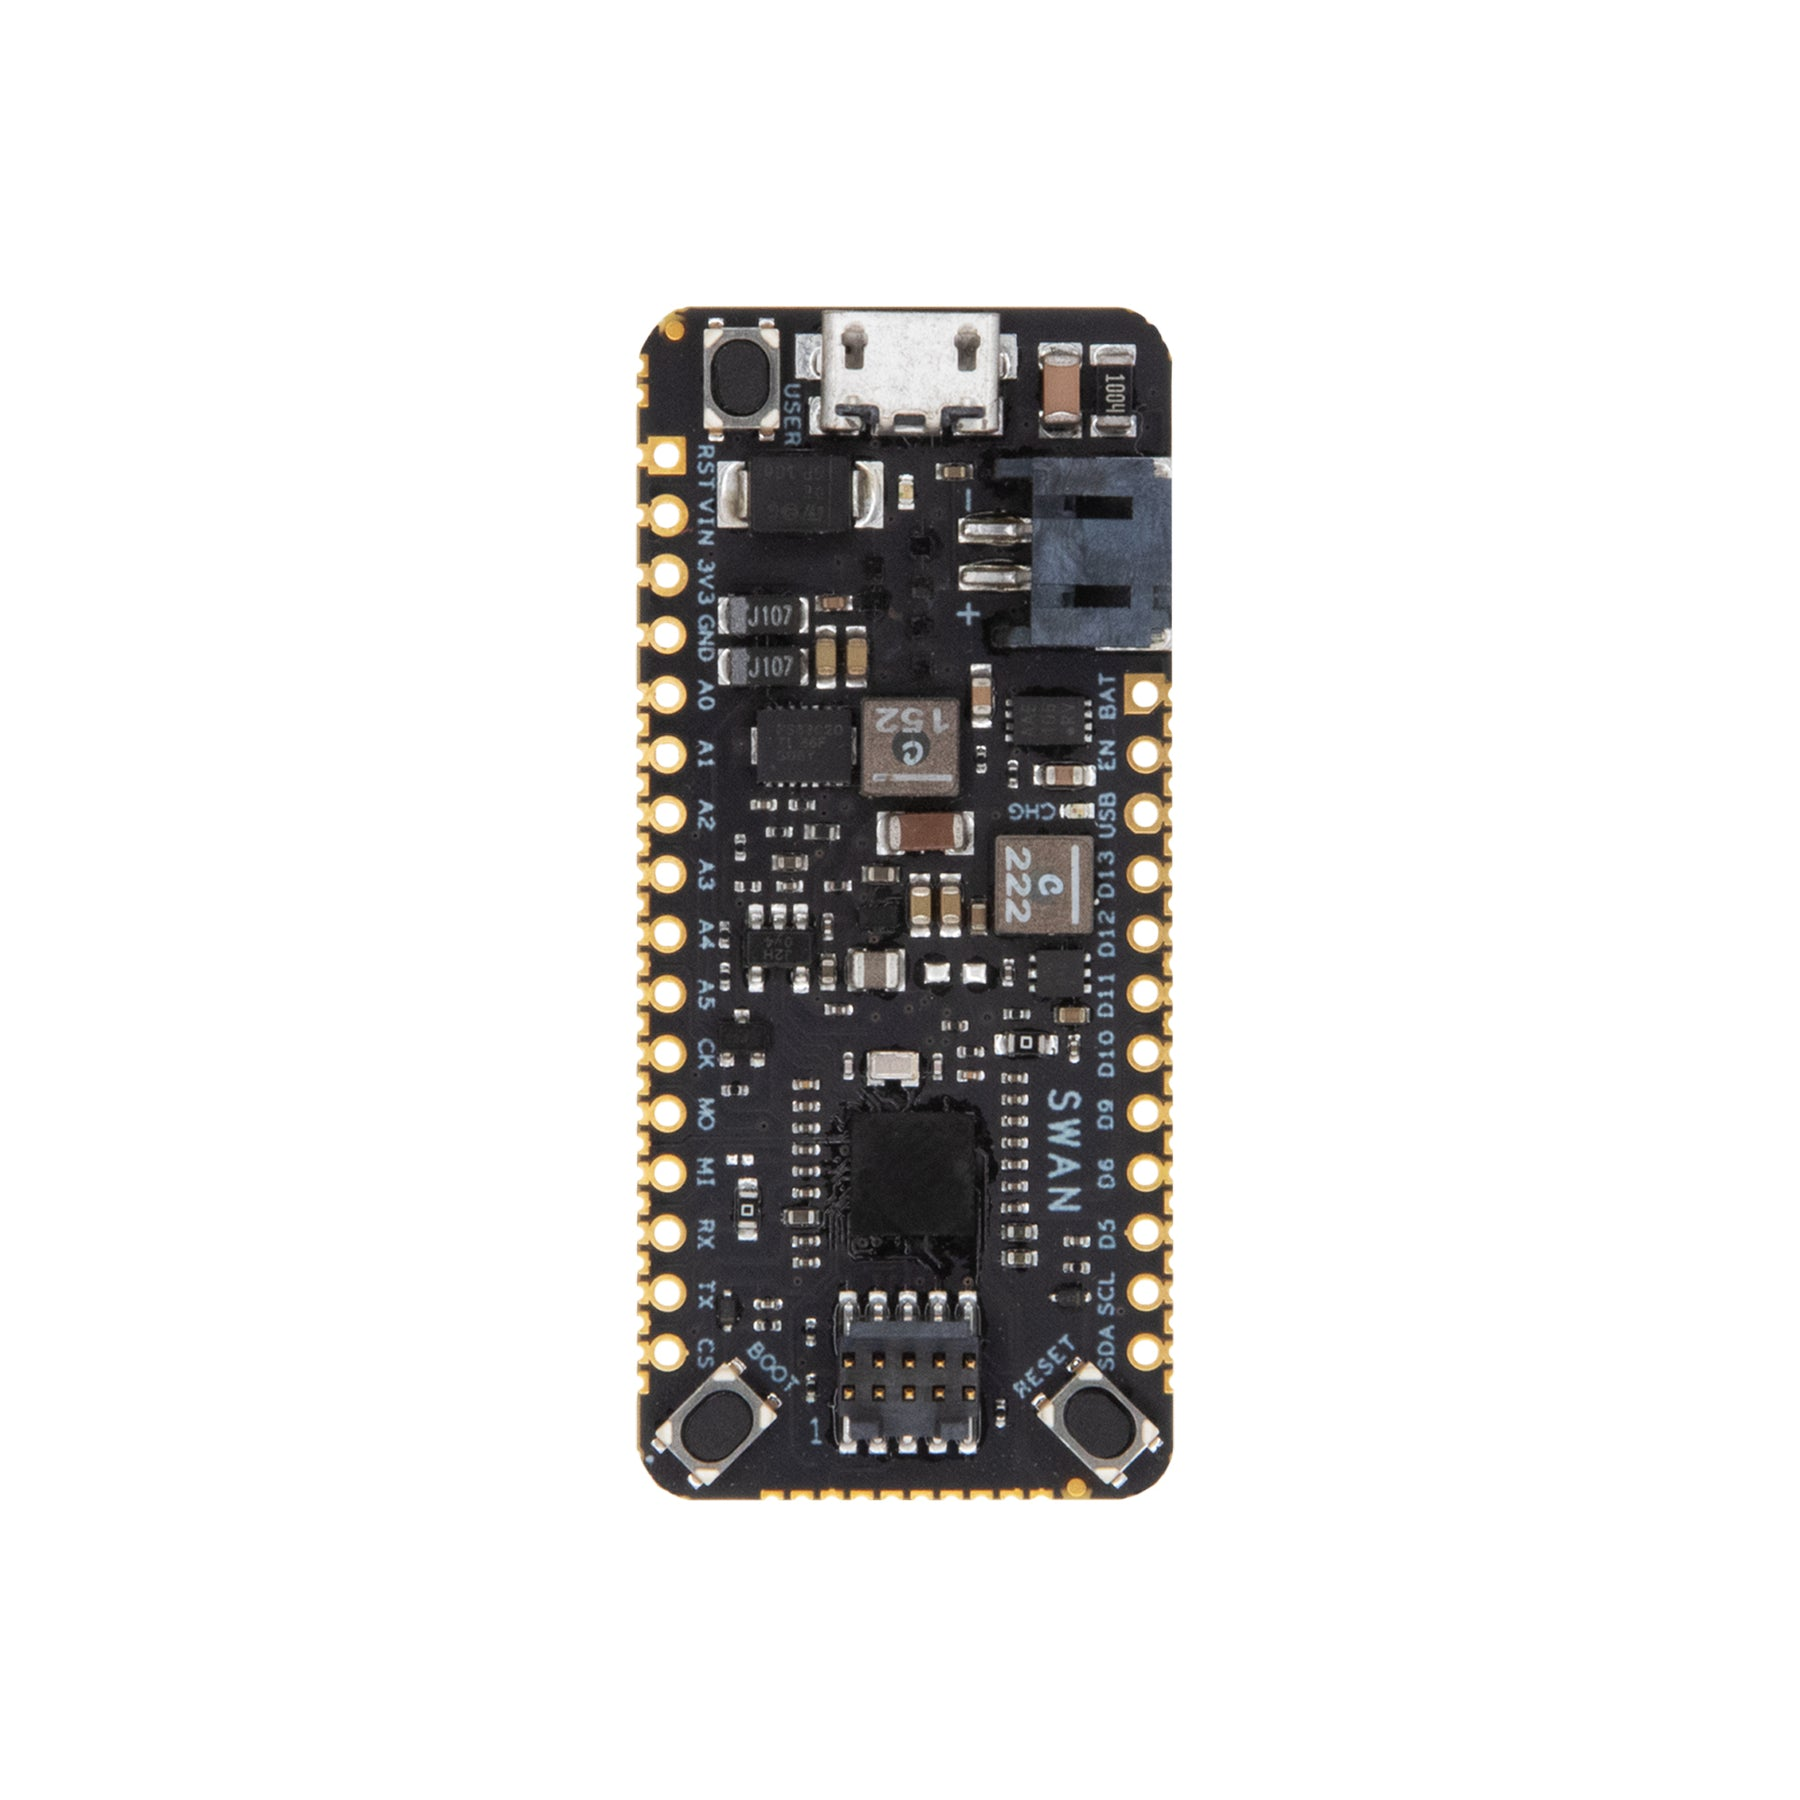 USER
1004
RST
VIN
3V3
GND
A0
A1
A2
A3
A4
A5
CK
MO
MI
RX
TX
CS
-
+
J107
J107
152
C
BAT
EN
USB
D13
D12
D11
D10
D9
D6
D5
SCL
SDA
CHG
222
C
J2H
SWAN
BOOT
RESET
1